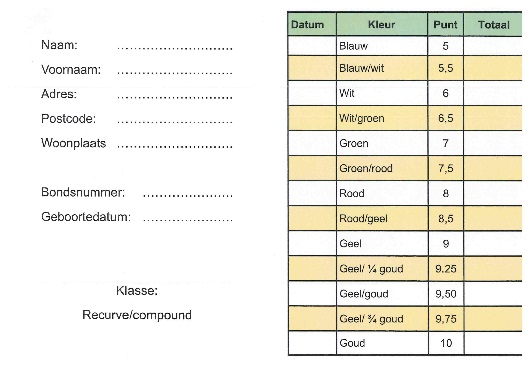 Naam: ...............................
Voornaam: ...............................
Adres: ...............................
Postcode: ...............................
Woonplaats ...............................
Bondsnummer: ........................
Geboortedatum: ........................
Klasse:
Recurve/compound
Datum Kleur Punt Totaal
Blauw 5
Blauw/wit 5,5
Wit 6
Wit/groen 6,5
Groen 7
Groen/rood 7,5
Rood 8
Rood/geel 8,5
Geel 9
Geel/ ¼ goud 9.25
Geel/goud 9,50
Geel/ ¾ goud 9,75
Goud 10